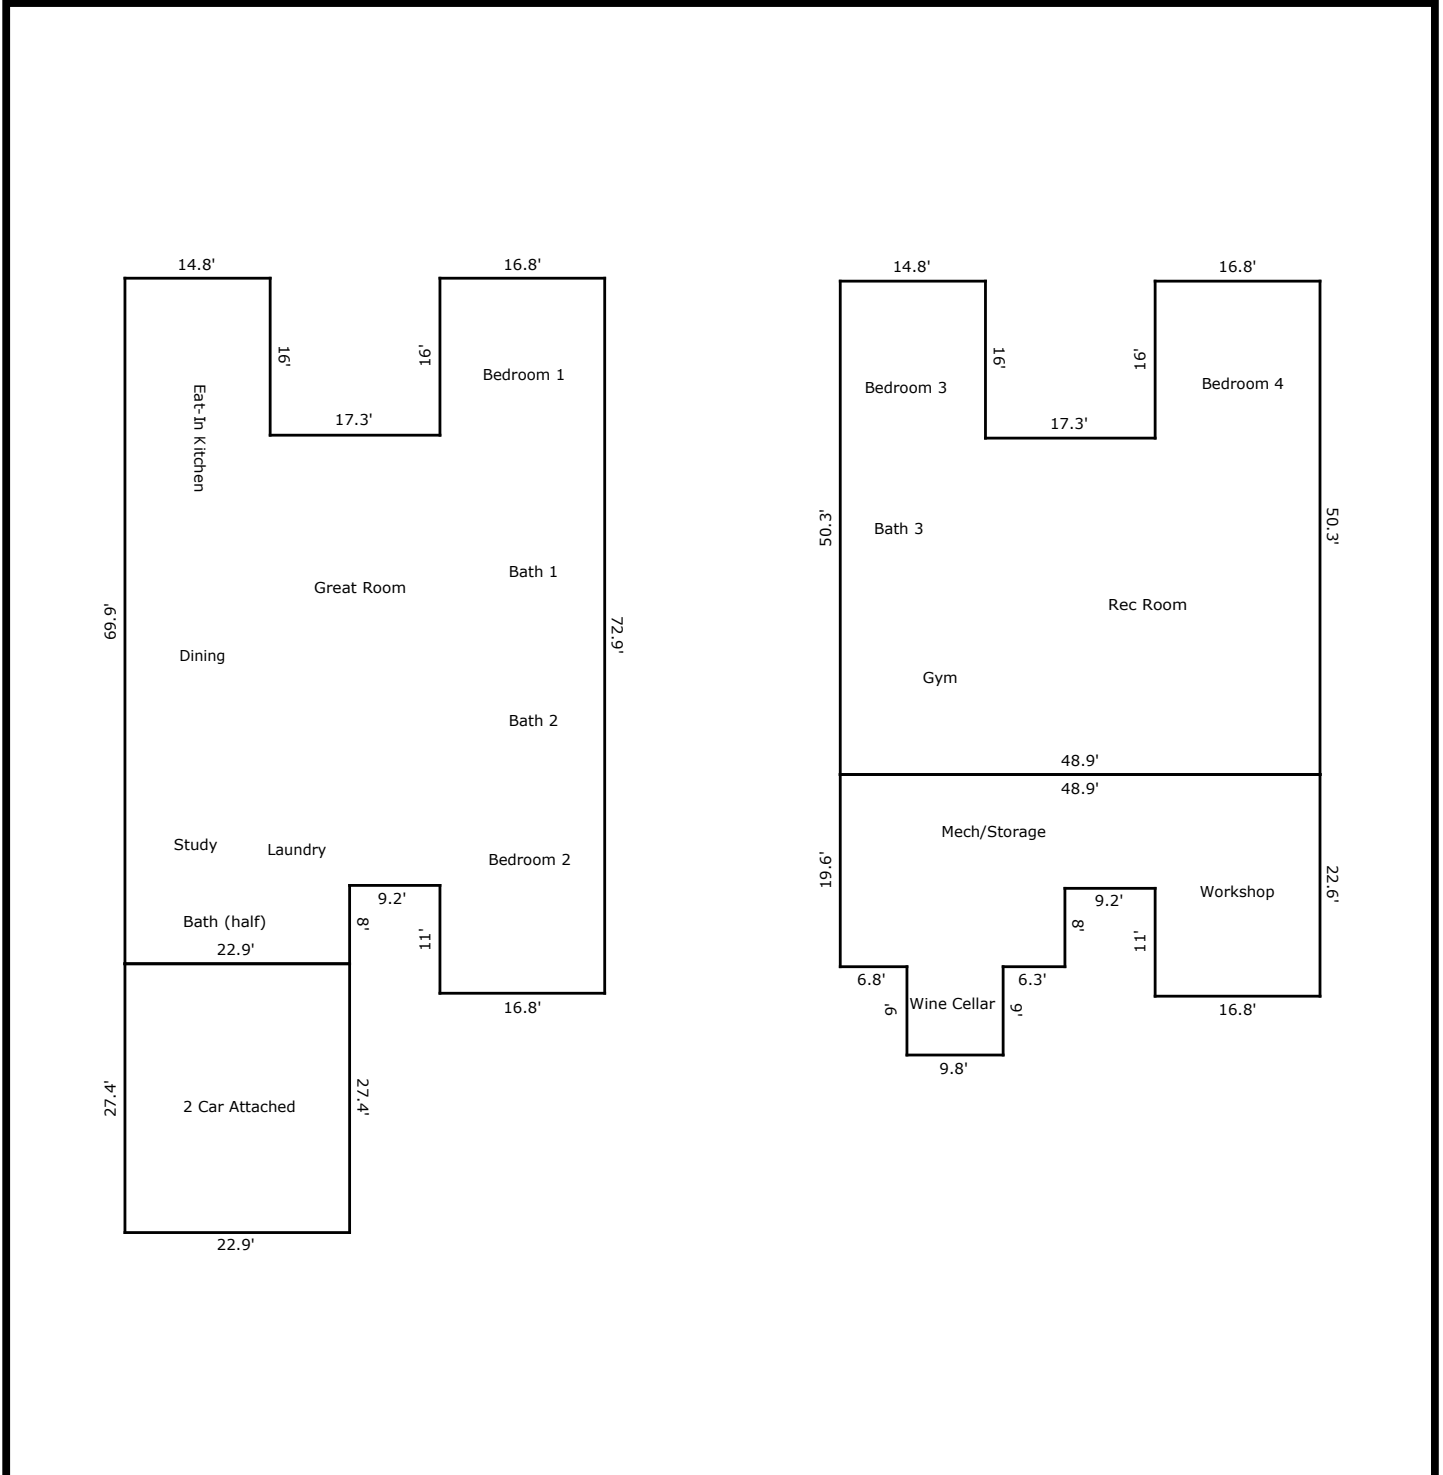 14.8'
16.8'
16'
16'
Bedroom 1
Eat-In Kitchen
17.3'
Bath 1
Great Room
69.9'
72.9'
Dining
Bath 2
Study
Laundry
Bedroom 2
9.2'
8'
11'
Bath (half)
22.9'
16.8'
27.4'
27.4'
2 Car Attached
22.9'
14.8'
16.8'
16'
16'
Bedroom 3
Bedroom 4
17.3'
50.3'
50.3'
Bath 3
Rec Room
Gym
48.9'
48.9'
Mech/Storage
19.6'
22.6'
Workshop
9.2'
8'
11'
6.8'
6.3'
9'
Wine Cellar
9'
16.8'
9.8'